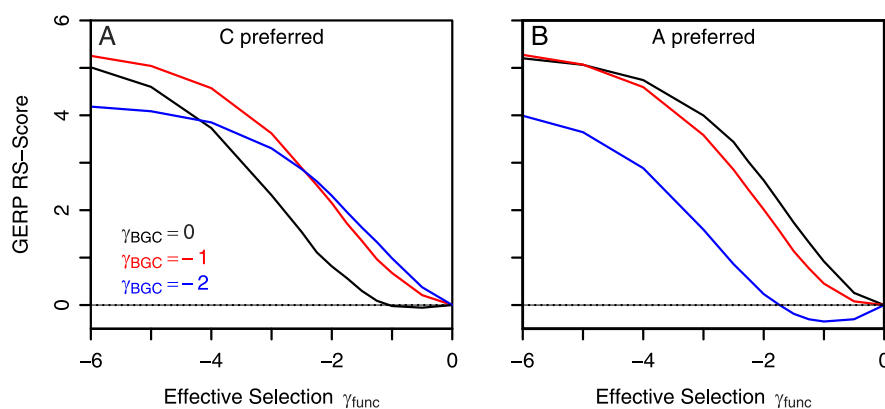 A
C preferred
B
A preferred
GERP RS−Score
6
4
2
0
γBGC = 0
γBGC = −1
γBGC = −2
−6 −4 −2 0
−6 −4 −2 0
Effective Selection γfunc
Effective Selection γfunc